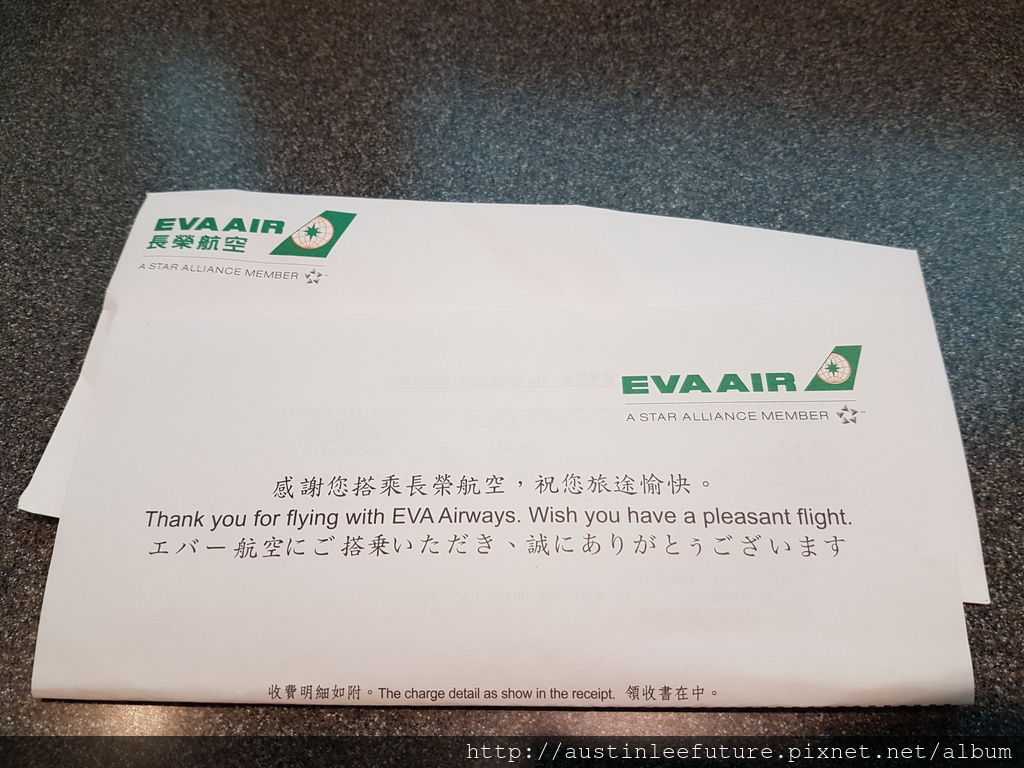 EVA AIR
長榮航空
A STAR ALLIANCE MEMBER
EVA AIR
A STAR ALLIANCE MEMBER
感謝您搭乘長榮航空，祝您旅途愉快。
Thank you for flying with EVA Airways. Wish you have a pleasant flight.
エバー航空にご搭乗いただき、誠にありがとぅございます
收費明細如附。The charge detail as show in the receipt. 領收書在中。
http://austinleefuture.pixnet.net/album